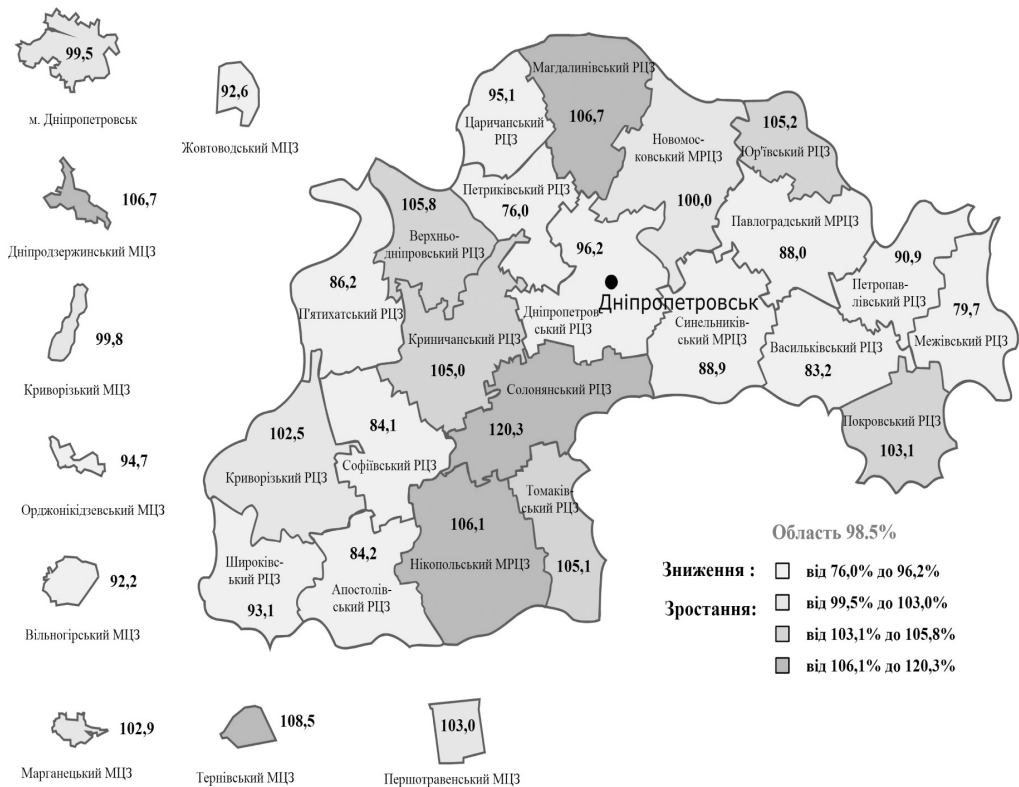 99,5
м. Дніпропетровськ
92,6
Жовтоводський МЦЗ
106,7
Дніпродзержинський МЦЗ
99,8
Криворізький МЦЗ
94,7
Орджонікідзевський МЦЗ
92,2
Вільногірський МЦЗ
102,9
Марганецький МЦЗ
108,5
Тернівський МЦЗ
103,0
Першотравенський МЦЗ
Магдалинівський РЦЗ
106,7
95,1
Царичанський
РЦЗ
Новомос-
ковський МРЦЗ
100,0
105,2
Юр'ївський РЦЗ
Петриківський РЦЗ
76,0
105,8
Верхньо-
дніпровський РЦЗ
96,2
Дніпропетровськ
Дніпропетров-
ський РЦЗ
Павлоградський МРЦЗ
88,0
90,9
Петропав-
лівський РЦЗ
79,7
Межівський РЦЗ
86,2
П'ятихатський РЦЗ
Криничанський РЦЗ
105,0
Синельників-
ський МРЦЗ
88,9
Васильківський РЦЗ
83,2
Солонянський РЦЗ
120,3
Покровський РЦЗ
103,1
102,5
Криворізький РЦЗ
84,1
Софіївський РЦЗ
Томаків-
ський РЦЗ
105,1
106,1
Нікопольський МРЦЗ
84,2
Апостолів-
ський РЦЗ
Широків-
ський РЦЗ
93,1
Область 98.5%
Зниження : від 76,0% до 96,2%
Зростання: від 99,5% до 103,0%
від 103,1% до 105,8%
від 106,1% до 120,3%